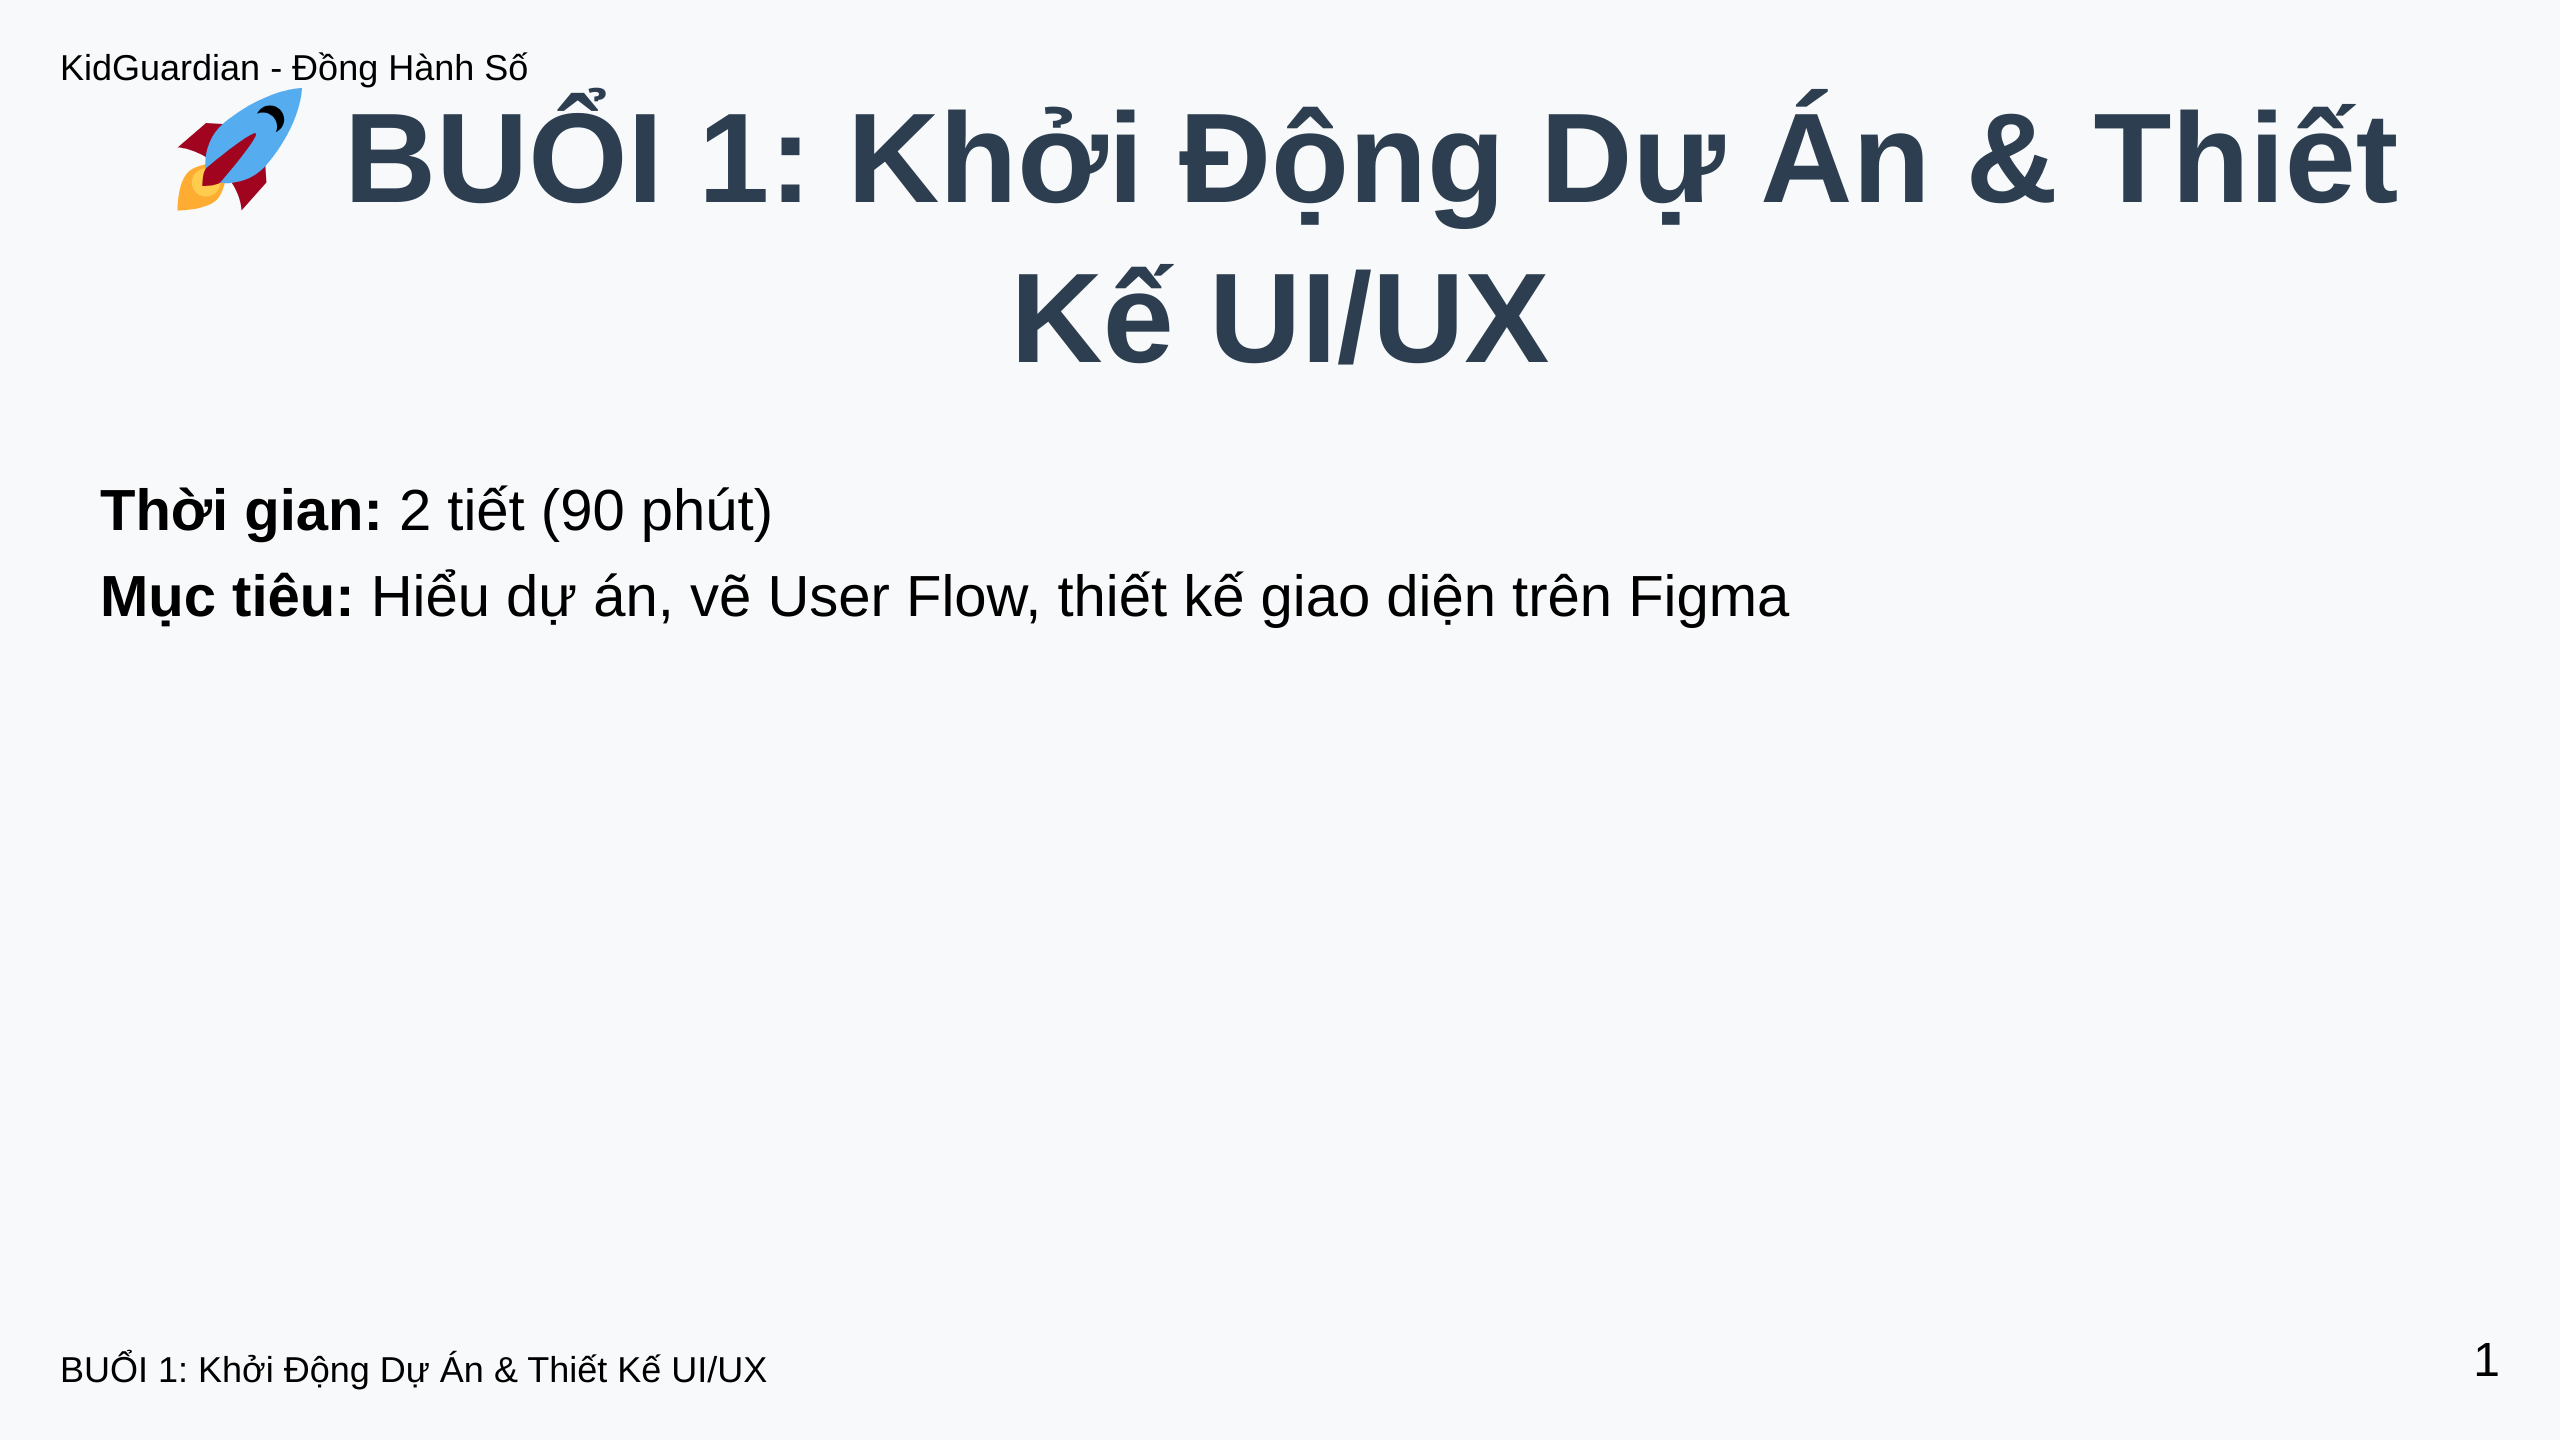 KidGuardian - Đồng Hành Số
🚀 BUỔI 1: Khởi Động Dự Án & Thiết
Kế UI/UX
Thời gian: 2 tiết (90 phút)
Mục tiêu: Hiểu dự án, vẽ User Flow, thiết kế giao diện trên Figma
BUỔI 1: Khởi Động Dự Án & Thiết Kế UI/UX
1